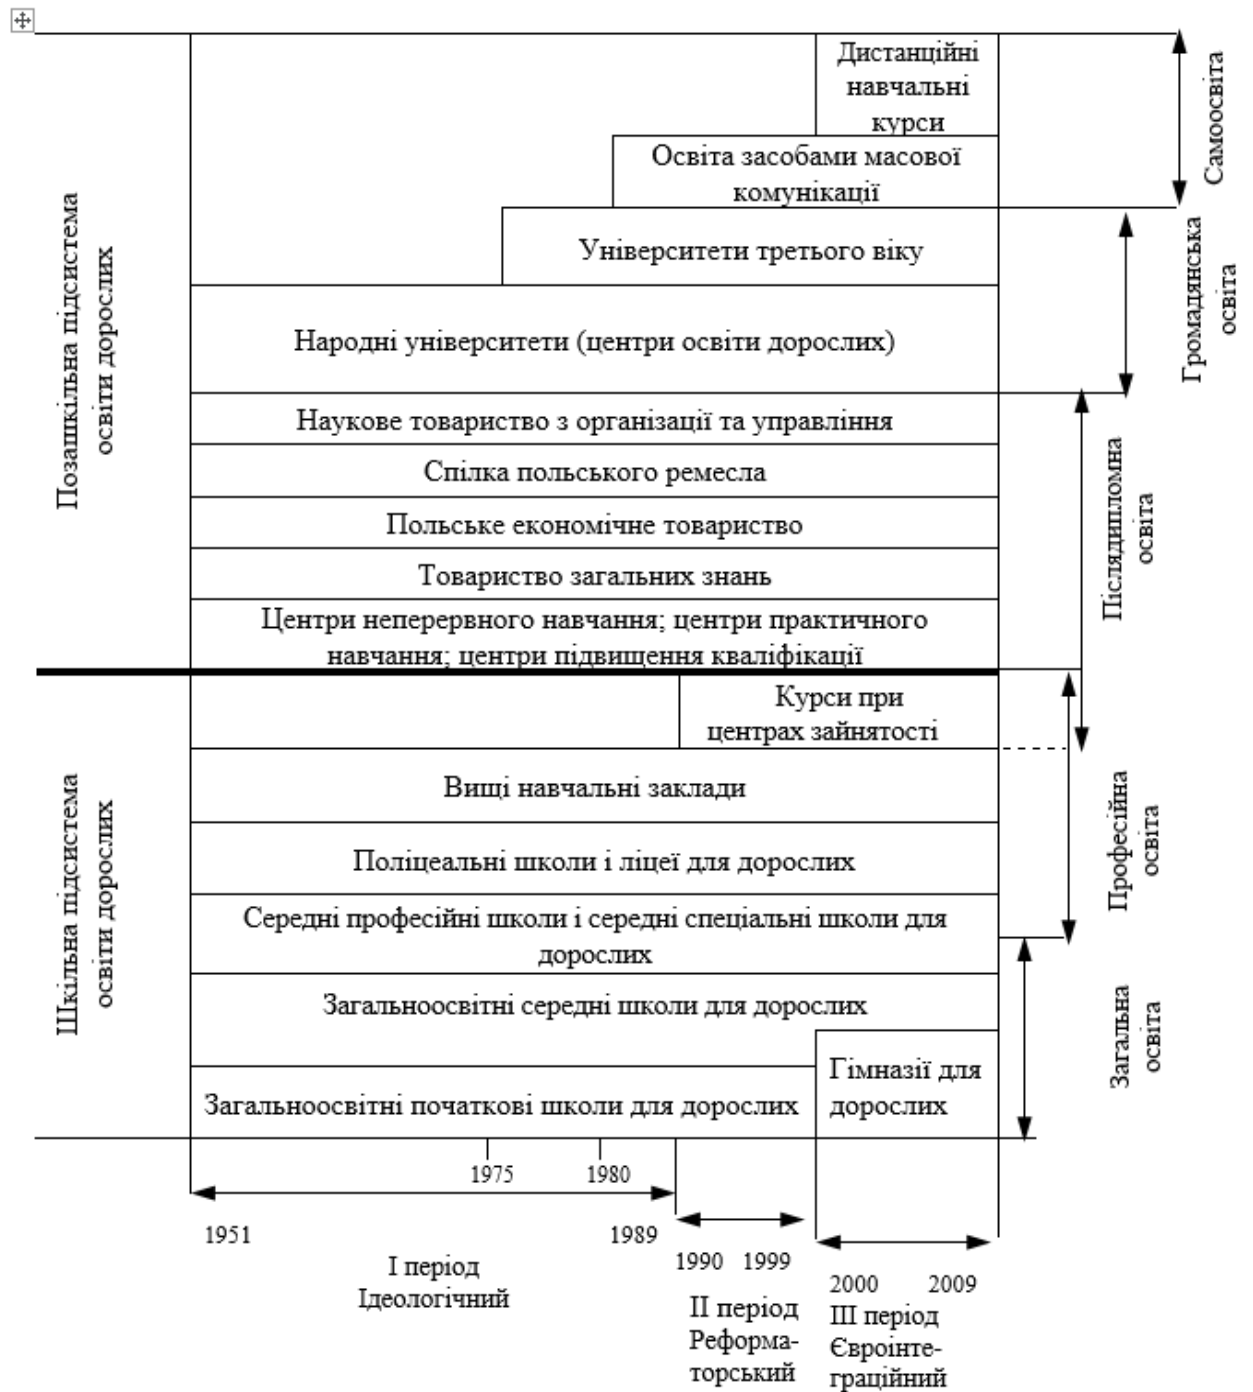 Дистанційні
навчальні
курси
Освіта засобами масової
комунікації
Університети третього віку
Народні університети (центри освіти дорослих)
Наукове товариство з організації та управління
Спілка польського ремесла
Польське економічне товариство
Товариство загальних знань
Центри неперервного навчання; центри практичного
навчання; центри підвищення кваліфікації
Курси при
центрах зайнятості
Вищі навчальні заклади
Поліцеальні школи і ліцеї для дорослих
Середні професійні школи і середні спеціальні школи для
дорослих
Загальноосвітні середні школи для дорослих
Гімназії для
дорослих
Загальноосвітні початкові школи для дорослих
Позашкільна підсистема
освіти дорослих
Шкільна підсистема
освіти дорослих
Самоосвіта
Громадянська
освіта
Післядипломна
освіта
Професійна
освіта
Загальна
освіта
1975
1980
1951
1989
І період
Ідеологічний
1990
1999
ІІ період
Реформа-
торський
2000
2009
ІІІ період
Євроінте-
граційний